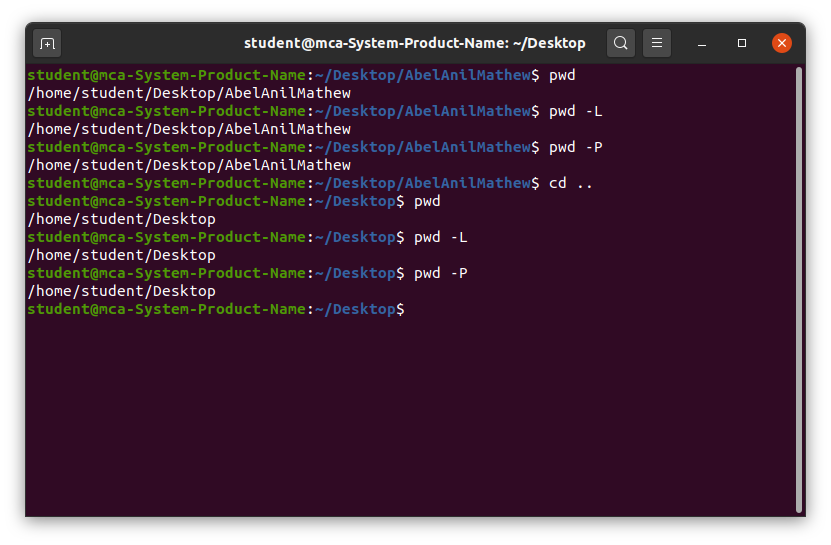 student@mca-System-Product-Name: ~/Desktop
student@mca-System-Product-Name:~/Desktop/AbelAnilMathew$ pwd
/home/student/Desktop/AbelAnilMathew
student@mca-System-Product-Name:~/Desktop/AbelAnilMathew$ pwd -L
/home/student/Desktop/AbelAnilMathew
student@mca-System-Product-Name:~/Desktop/AbelAnilMathew$ pwd -P
/home/student/Desktop/AbelAnilMathew
student@mca-System-Product-Name:~/Desktop/AbelAnilMathew$ cd ..
student@mca-System-Product-Name:~/Desktop$ pwd
/home/student/Desktop
student@mca-System-Product-Name:~/Desktop$ pwd -L
/home/student/Desktop
student@mca-System-Product-Name:~/Desktop$ pwd -P
/home/student/Desktop
student@mca-System-Product-Name:~/Desktop$